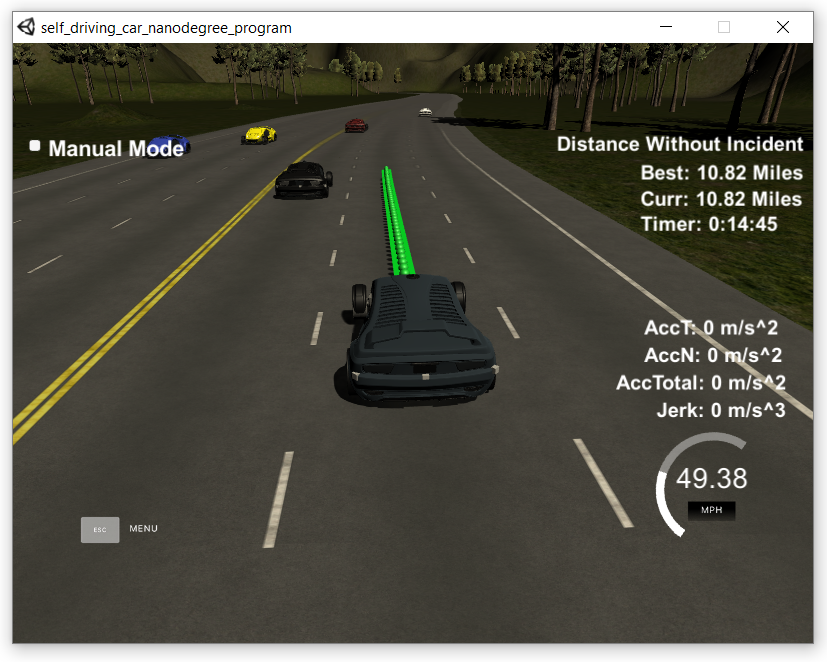 self_driving_car_nanodegree_program
Manual Mode
Distance Without Incident
Best: 10.82 Miles
Curr: 10.82 Miles
Timer: 0:14:45
AccT: 0 m/s^2
AccN: 0 m/s^2
AccTotal: 0 m/s^2
Jerk: 0 m/s^3
49.38
MPH
ESC MENU